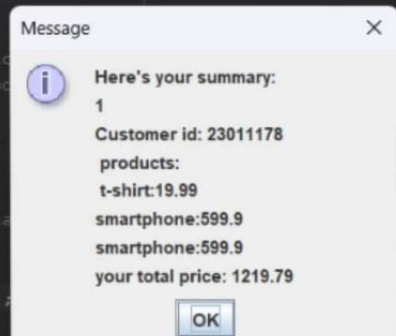 Message
Here's your summary:
1
Customer id: 23011178
products:
t-shirt:19.99
smartphone:599.9
smartphone:599.9
your total price: 1219.79
OK